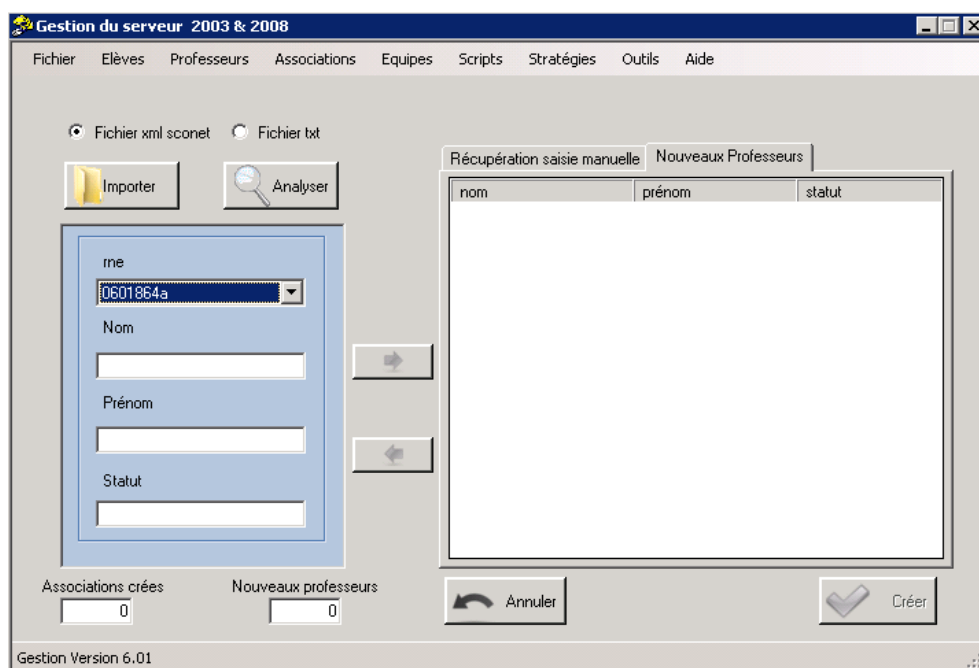 Gestion du serveur 2003 & 2008
Fichier Elèves Professeurs Associations Equipes Scripts Stratégies Outils Aide
Fichier xml sconet Fichier txt
Importer Analyser
Récupération saisie manuelle Nouveaux Professeurs
nom prénom statut
rne
0601864a
Nom
Prénom
Statut
Associations crées Nouveaux professeurs
0 0
Annuler Créer
Gestion Version 6.01